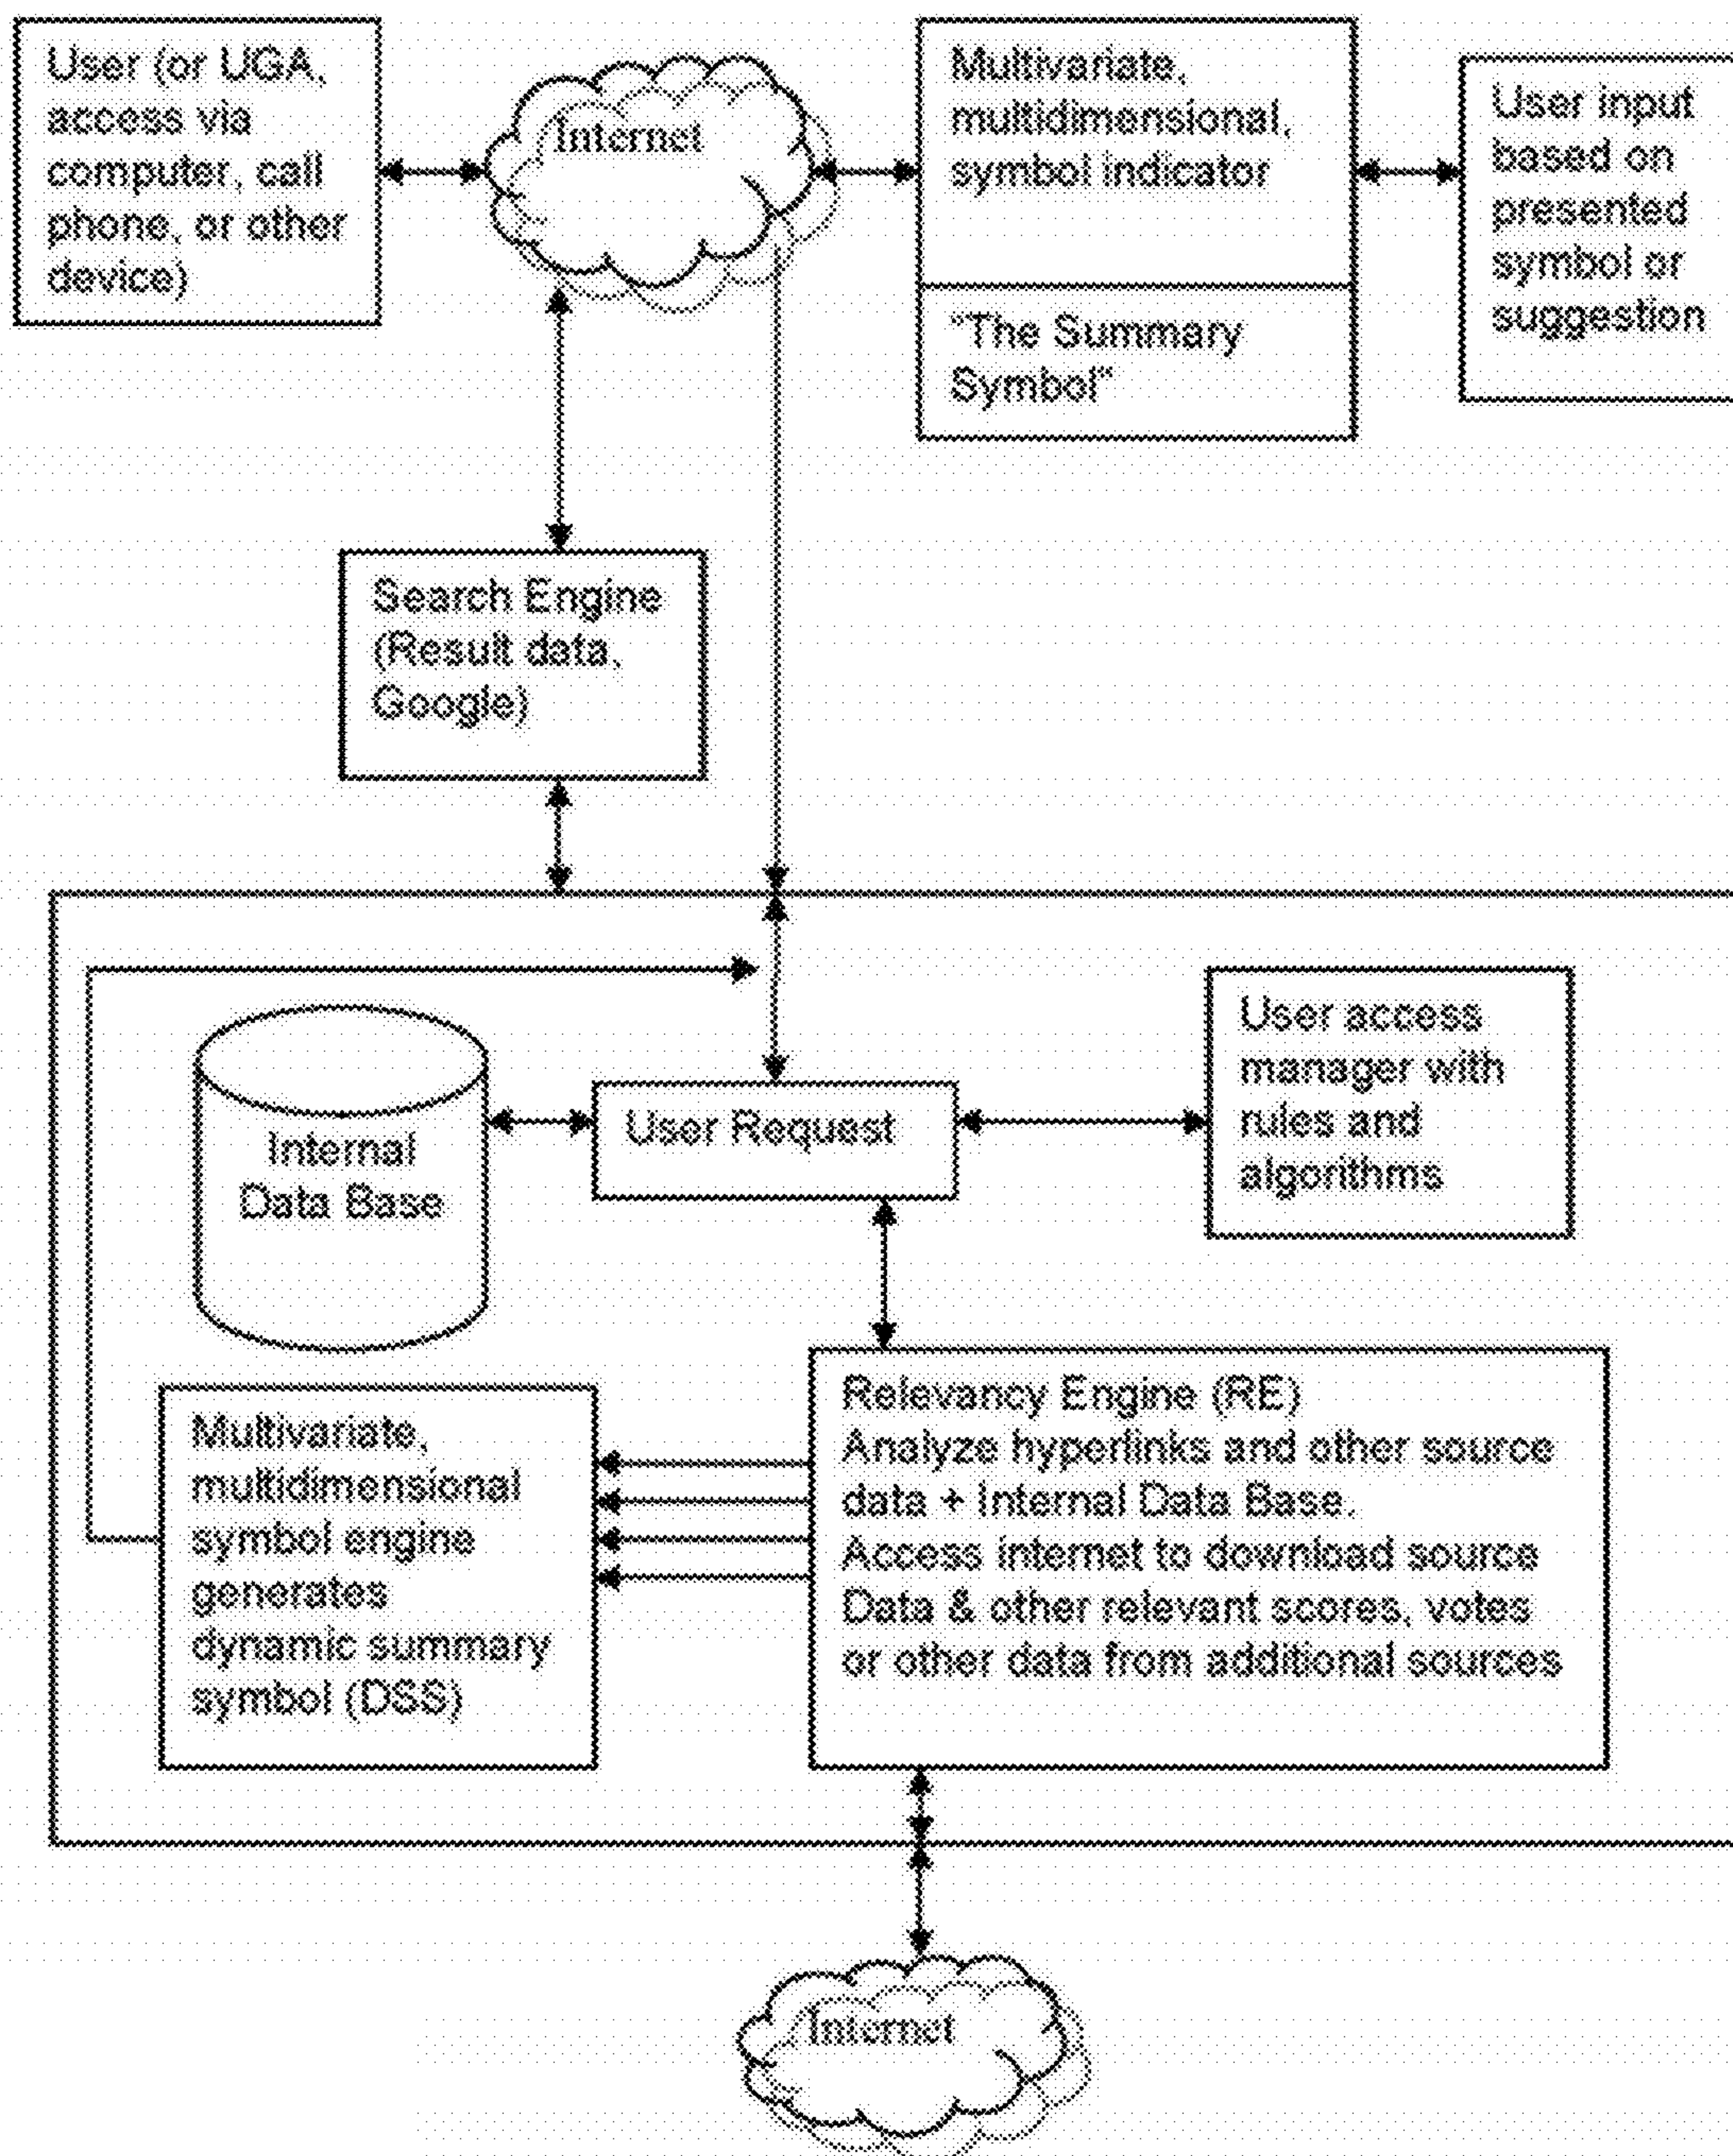 User (or UGA,
access via
computer, call
phone, or other
device)
Internet
Multivariate,
multidimensional,
symbol indicator
"The Summary
Symbol"
User input
based on
presented
symbol or
suggestion
Search Engine
(Result data,
Google)
Internal
Data Base
User Request
User access
manager with
rules and
algorithms
Multivariate,
multidimensional
symbol engine
generates
dynamic summary
symbol (DSS)
Relevancy Engine (RE)
Analyze hyperlinks and other source
data + Internal Data Base.
Access internet to download source
Data & other relevant scores, votes
or other data from additional sources
Internet